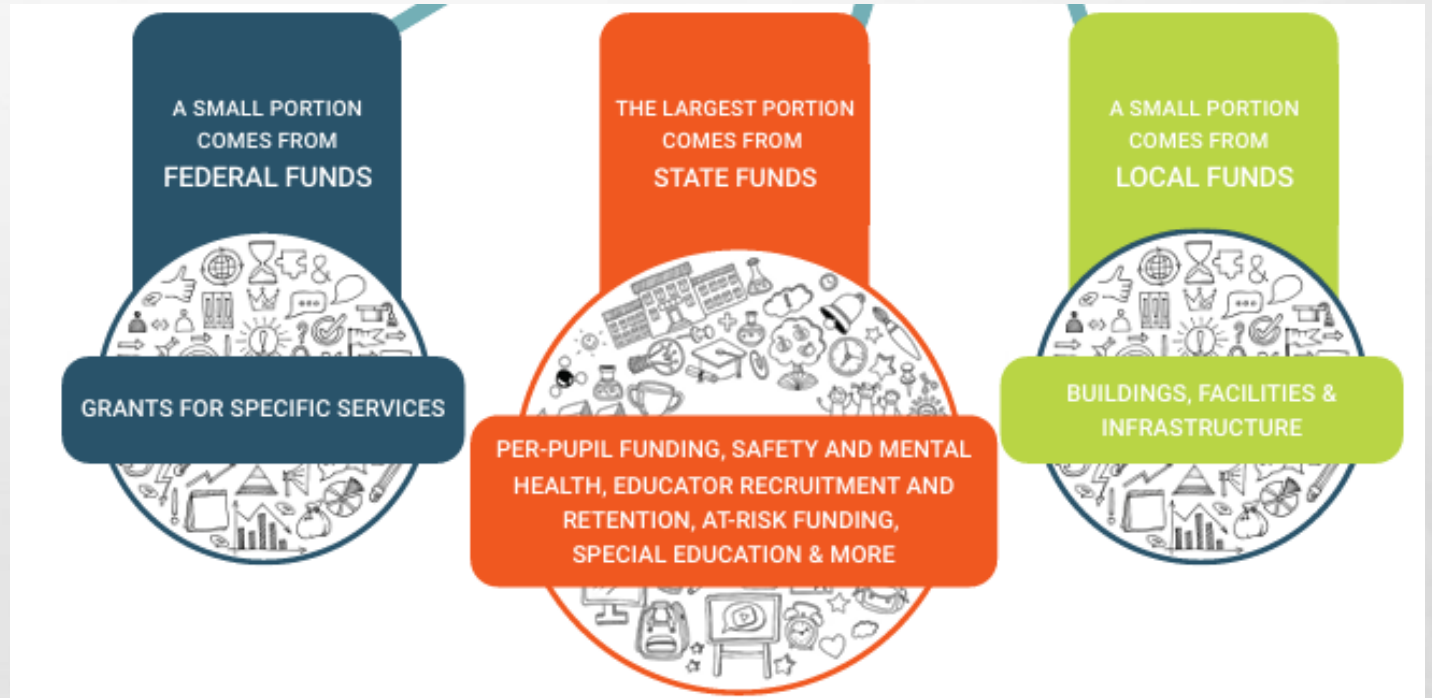 A SMALL PORTION
COMES FROM
FEDERAL FUNDS
GRANTS FOR SPECIFIC SERVICES
THE LARGEST PORTION
COMES FROM
STATE FUNDS
PER-PUPIL FUNDING, SAFETY AND MENTAL
HEALTH, EDUCATOR RECRUITMENT AND
RETENTION, AT-RISK FUNDING,
SPECIAL EDUCATION & MORE
A SMALL PORTION
COMES FROM
LOCAL FUNDS
BUILDINGS, FACILITIES &
INFRASTRUCTURE